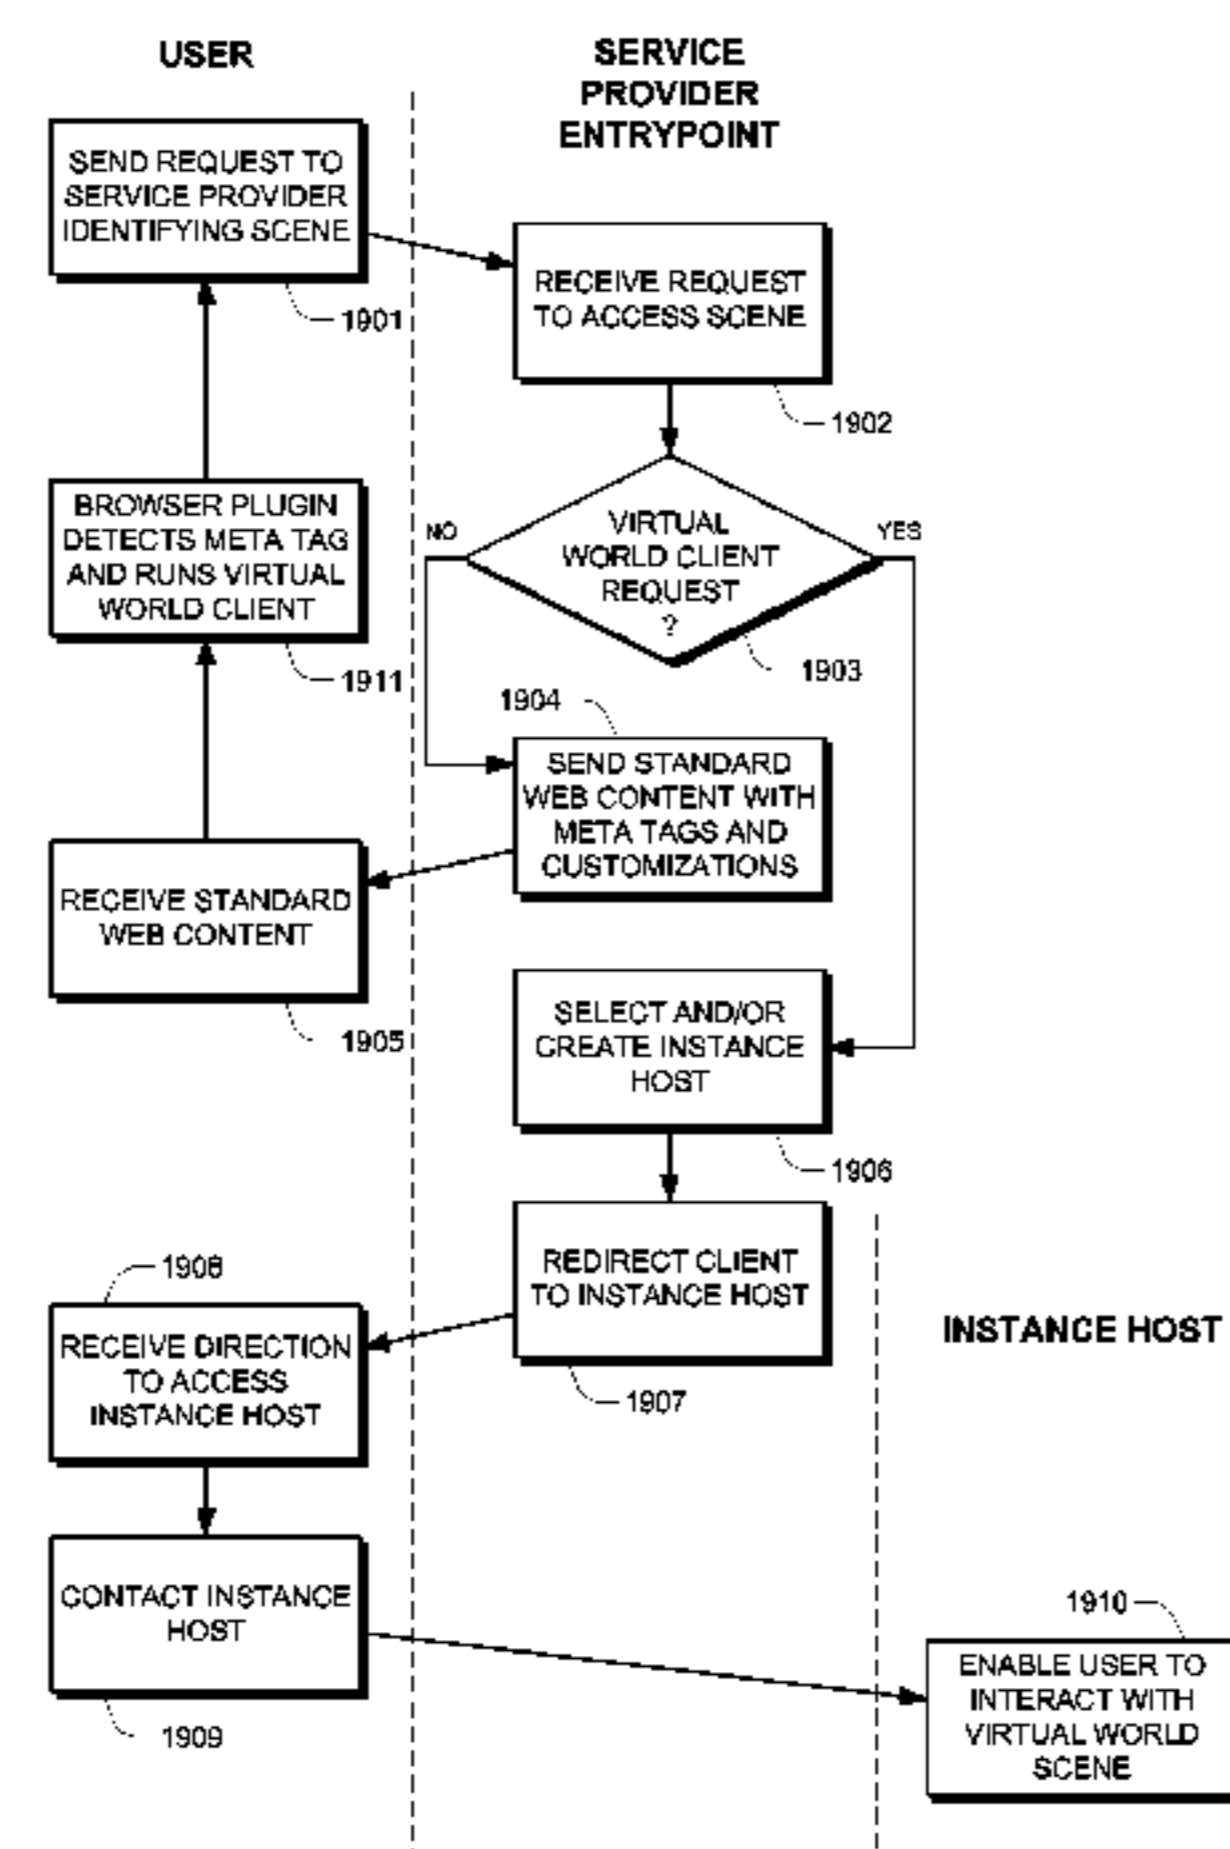 USER
SERVICE
PROVIDER
ENTRYPOINT
SEND REQUEST TO
SERVICE PROVIDER
IDENTIFYING SCENE
1901
RECEIVE REQUEST
TO ACCESS SCENE
1902
BROWSER PLUGIN
DETECTS META TAG
AND RUNS VIRTUAL
WORLD CLIENT
1911
NO
VIRTUAL
WORLD CLIENT
REQUEST
?
YES
1903
1904
SEND STANDARD
WEB CONTENT WITH
META TAGS AND
CUSTOMIZATIONS
RECEIVE STANDARD
WEB CONTENT
1905
SELECT AND/OR
CREATE INSTANCE
HOST
1906
REDIRECT CLIENT
TO INSTANCE HOST
1907
1908
RECEIVE DIRECTION
TO ACCESS
INSTANCE HOST
INSTANCE HOST
CONTACT INSTANCE
HOST
1909
1910
ENABLE USER TO
INTERACT WITH
VIRTUAL WORLD
SCENE